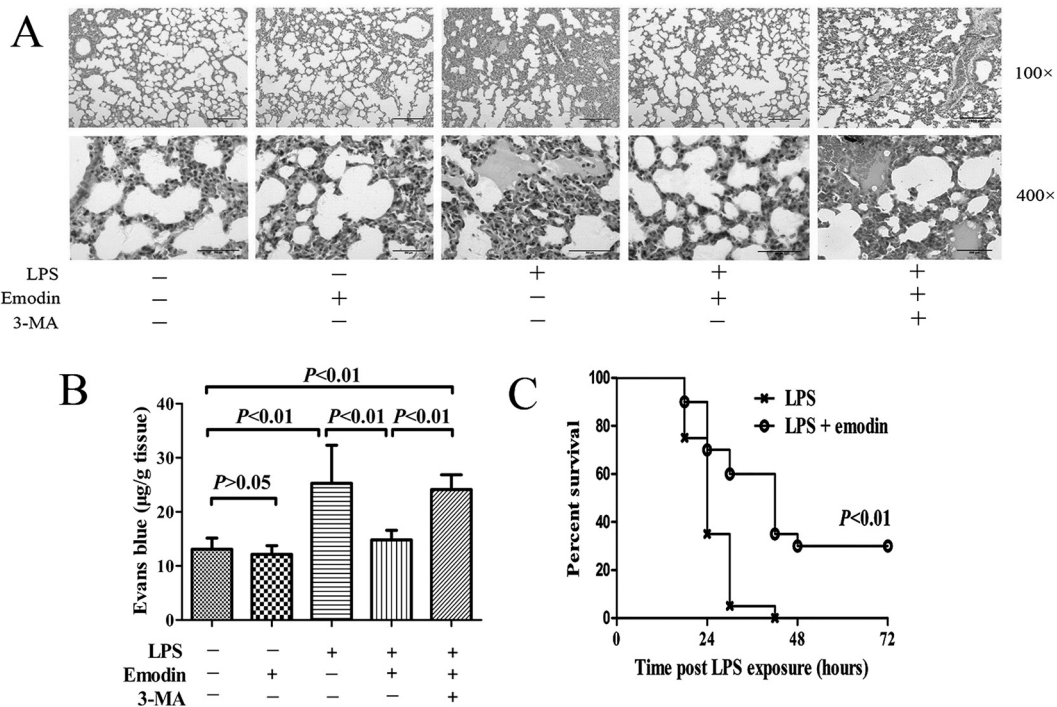 A
100×
400×
LPS − − + + +
Emodin − + − + +
3-MA − − − − +
B
P<0.01
P<0.01 P<0.01 P<0.01
P>0.05
Evans blue (μg/g tissue)
40
30
20
10
0
LPS − − + + +
Emodin − + − + +
3-MA − − − − +
C
LPS
LPS + emodin
P<0.01
Percent survival
100
80
60
40
20
0
0 24 48 72
Time post LPS exposure (hours)